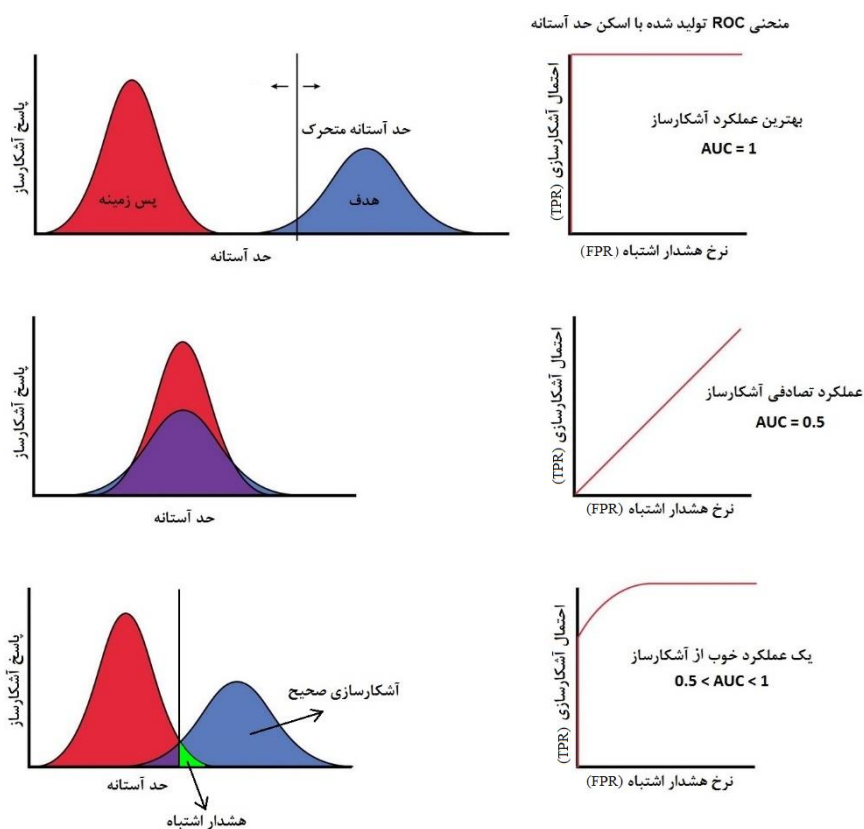 منحنی ROC تولید شده با اسکن حد آستانه
پاسخ آشکارساز
حد آستانه متحرک
پس زمینه
هدف
حد آستانه
احتمال آشکارسازی (TPR)
بهترین عملکرد آشکارساز
AUC = 1
نرخ هشدار اشتباه (FPR)
پاسخ آشکارساز
حد آستانه
احتمال آشکارسازی (TPR)
عملکرد تصادفی آشکارساز
AUC = 0.5
نرخ هشدار اشتباه (FPR)
پاسخ آشکارساز
آشکارسازی صحیح
حد آستانه
هشدار اشتباه
احتمال آشکارسازی (TPR)
یک عملکرد خوب از آشکارساز
0.5 < AUC < 1
نرخ هشدار اشتباه (FPR)